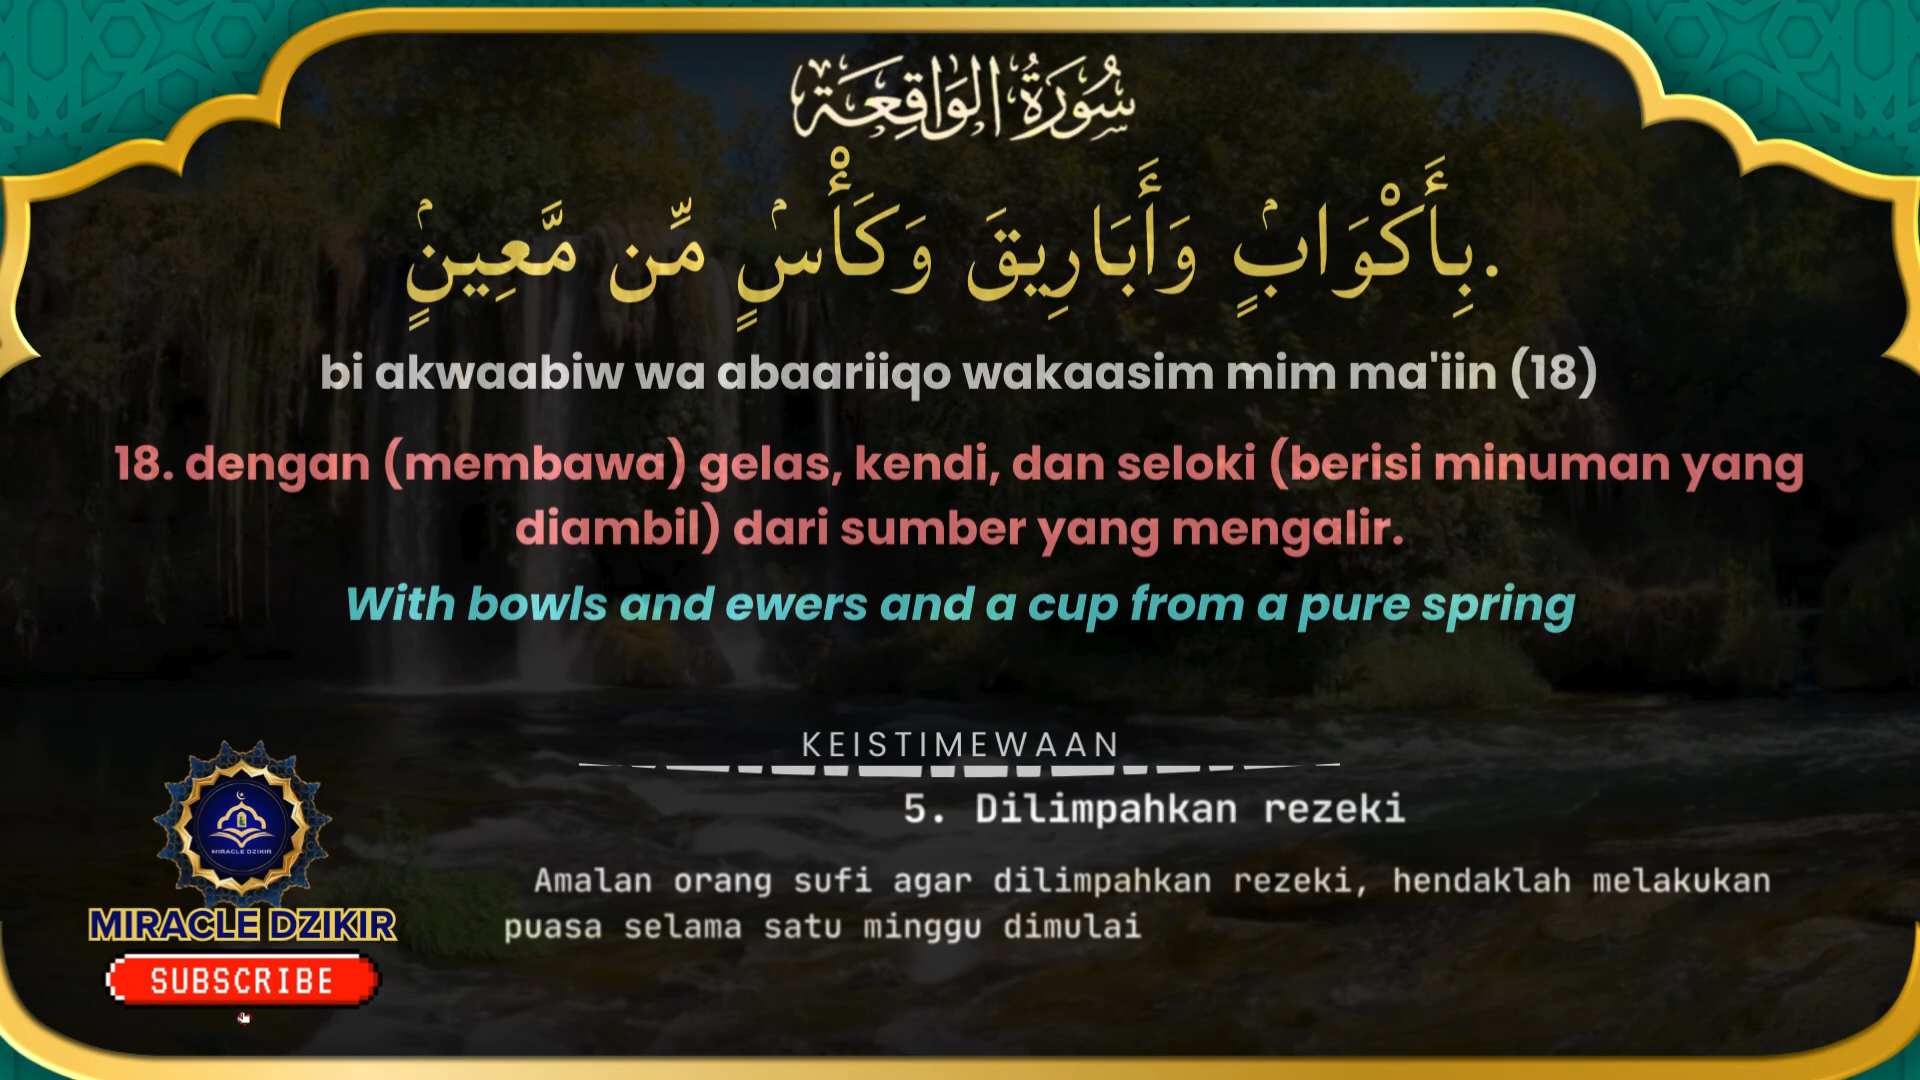 سُورَةُ الوَاقِعَة
بِأَكْوَابٍۢ وَأَبَارِيقَ وَكَأْسٍۢ مِّن مَّعِينٍۢ.
bi akwaabiw wa abaariiqo wakaasim mim ma'iin (18)
18. dengan (membawa) gelas, kendi, dan seloki (berisi minuman yang
diambil) dari sumber yang mengalir.
With bowls and ewers and a cup from a pure spring
KEISTIMEWAAN
5. Dilimpahkan rezeki
Amalan orang sufi agar dilimpahkan rezeki, hendaklah melakukan
puasa selama satu minggu dimulai
MIRACLE DZIKIR
MIRACLE DZIKIR
SUBSCRIBE